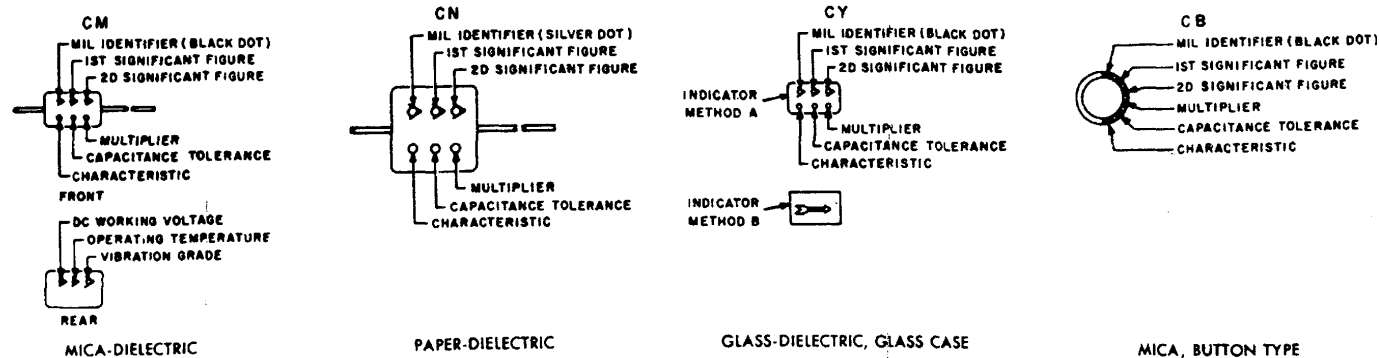 CM
MIL IDENTIFIER (BLACK DOT)
IST SIGNIFICANT FIGURE
2D SIGNIFICANT FIGURE
MULTIPLIER
CAPACITANCE TOLERANCE
CHARACTERISTIC
FRONT
DC WORKING VOLTAGE
OPERATING TEMPERATURE
VIBRATION GRADE
REAR
MICA-DIELECTRIC
CN
MIL IDENTIFIER (SILVER DOT)
IST SIGNIFICANT FIGURE
2D SIGNIFICANT FIGURE
MULTIPLIER
CAPACITANCE TOLERANCE
CHARACTERISTIC
PAPER-DIELECTRIC
CY
MIL IDENTIFIER (BLACK DOT)
IST SIGNIFICANT FIGURE
2D SIGNIFICANT FIGURE
INDICATOR
METHOD A
MULTIPLIER
CAPACITANCE TOLERANCE
CHARACTERISTIC
INDICATOR
METHOD B
GLASS-DIELECTRIC, GLASS CASE
CB
MIL IDENTIFIER (BLACK DOT)
IST SIGNIFICANT FIGURE
2D SIGNIFICANT FIGURE
MULTIPLIER
CAPACITANCE TOLERANCE
CHARACTERISTIC
MICA, BUTTON TYPE